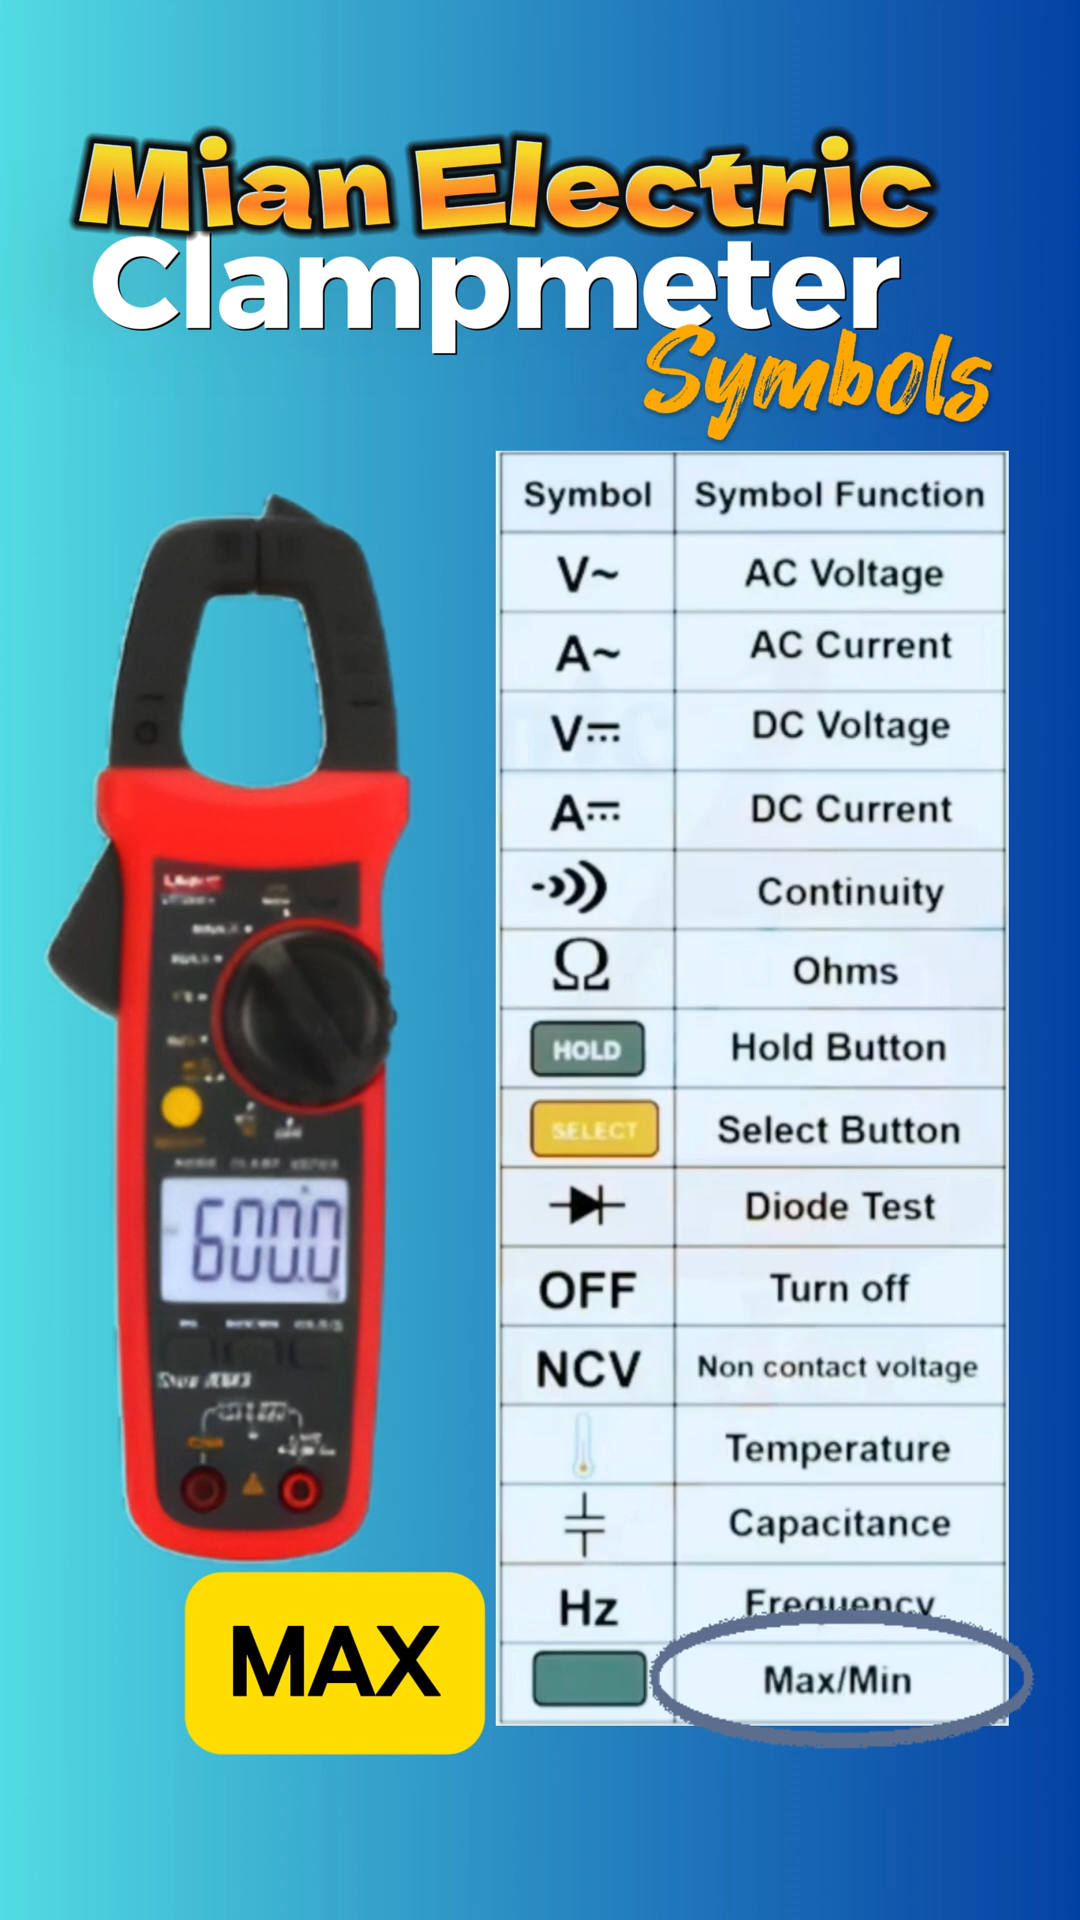 Mian Electric
Clampmeter
Symbols
Symbol Symbol Function
V~ AC Voltage
A~ AC Current
V⎓ DC Voltage
A⎓ DC Current
Continuity
Ω Ohms
HOLD Hold Button
SELECT Select Button
Diode Test
OFF Turn off
NCV Non contact voltage
Temperature
Capacitance
Hz Frequency
Max/Min
600.0
MAX